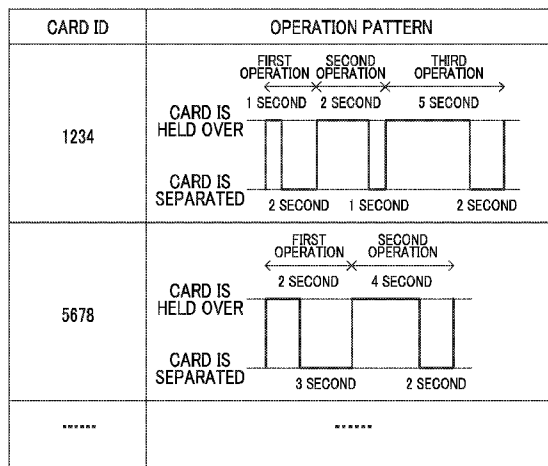 CARD ID
OPERATION PATTERN
1234
FIRST OPERATION
SECOND OPERATION
THIRD OPERATION
1 SECOND
2 SECOND
5 SECOND
CARD IS HELD OVER
CARD IS SEPARATED
2 SECOND
1 SECOND
2 SECOND
5678
FIRST OPERATION
SECOND OPERATION
2 SECOND
4 SECOND
CARD IS HELD OVER
CARD IS SEPARATED
3 SECOND
2 SECOND